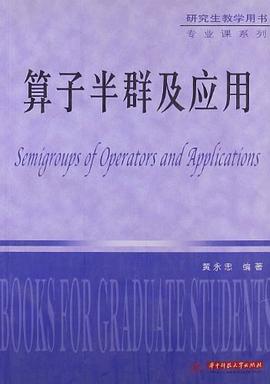 研究生教学用书
专业课系列
算子半群及应用
Semigroups of Operators and Applications
黄永忠 编著
BOOKS FOR GRADUATE STUDENTS
华中科技大学出版社